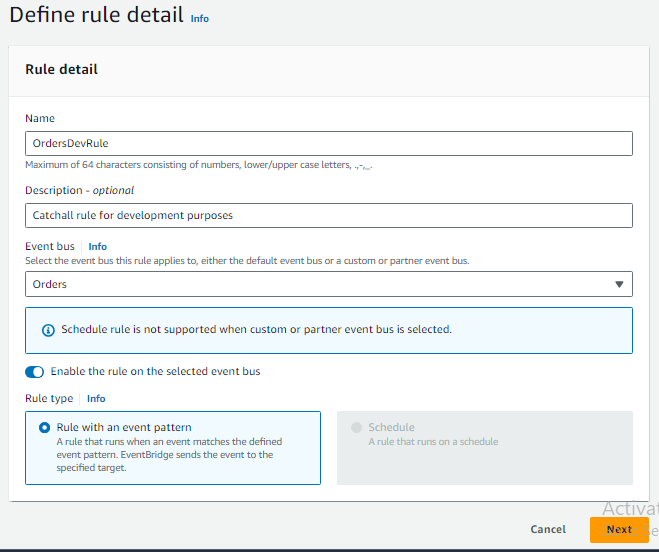 Define rule detail Info
Rule detail
Name
OrdersDevRule
Maximum of 64 characters consisting of numbers, lower/upper case letters, .,-,_.
Description - optional
Catchall rule for development purposes
Event bus Info
Select the event bus this rule applies to, either the default event bus or a custom or partner event bus.
Orders
Schedule rule is not supported when custom or partner event bus is selected.
Enable the rule on the selected event bus
Rule type Info
Rule with an event pattern
A rule that runs when an event matches the defined
event pattern. EventBridge sends the event to the
specified target.
Schedule
A rule that runs on a schedule
Activat
Cancel
Next